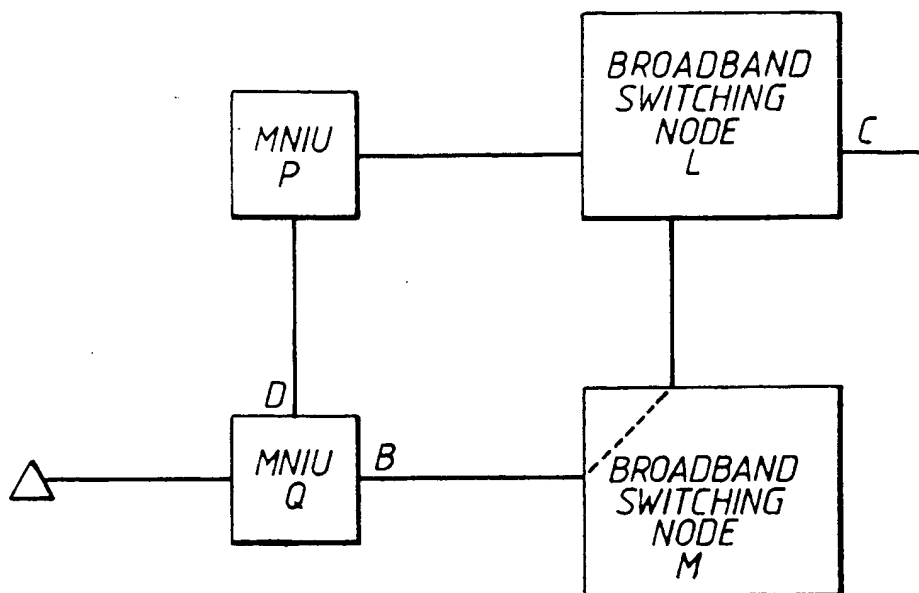 BROADBAND
SWITCHING
NODE
L
C
MNIU
P
D
MNIU
Q
B
BROADBAND
SWITCHING
NODE
M